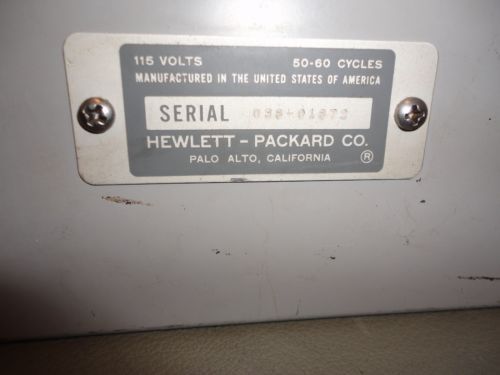 115 VOLTS 50-60 CYCLES
MANUFACTURED IN THE UNITED STATES OF AMERICA
SERIAL
HEWLETT-PACKARD CO.
PALO ALTO, CALIFORNIA ®